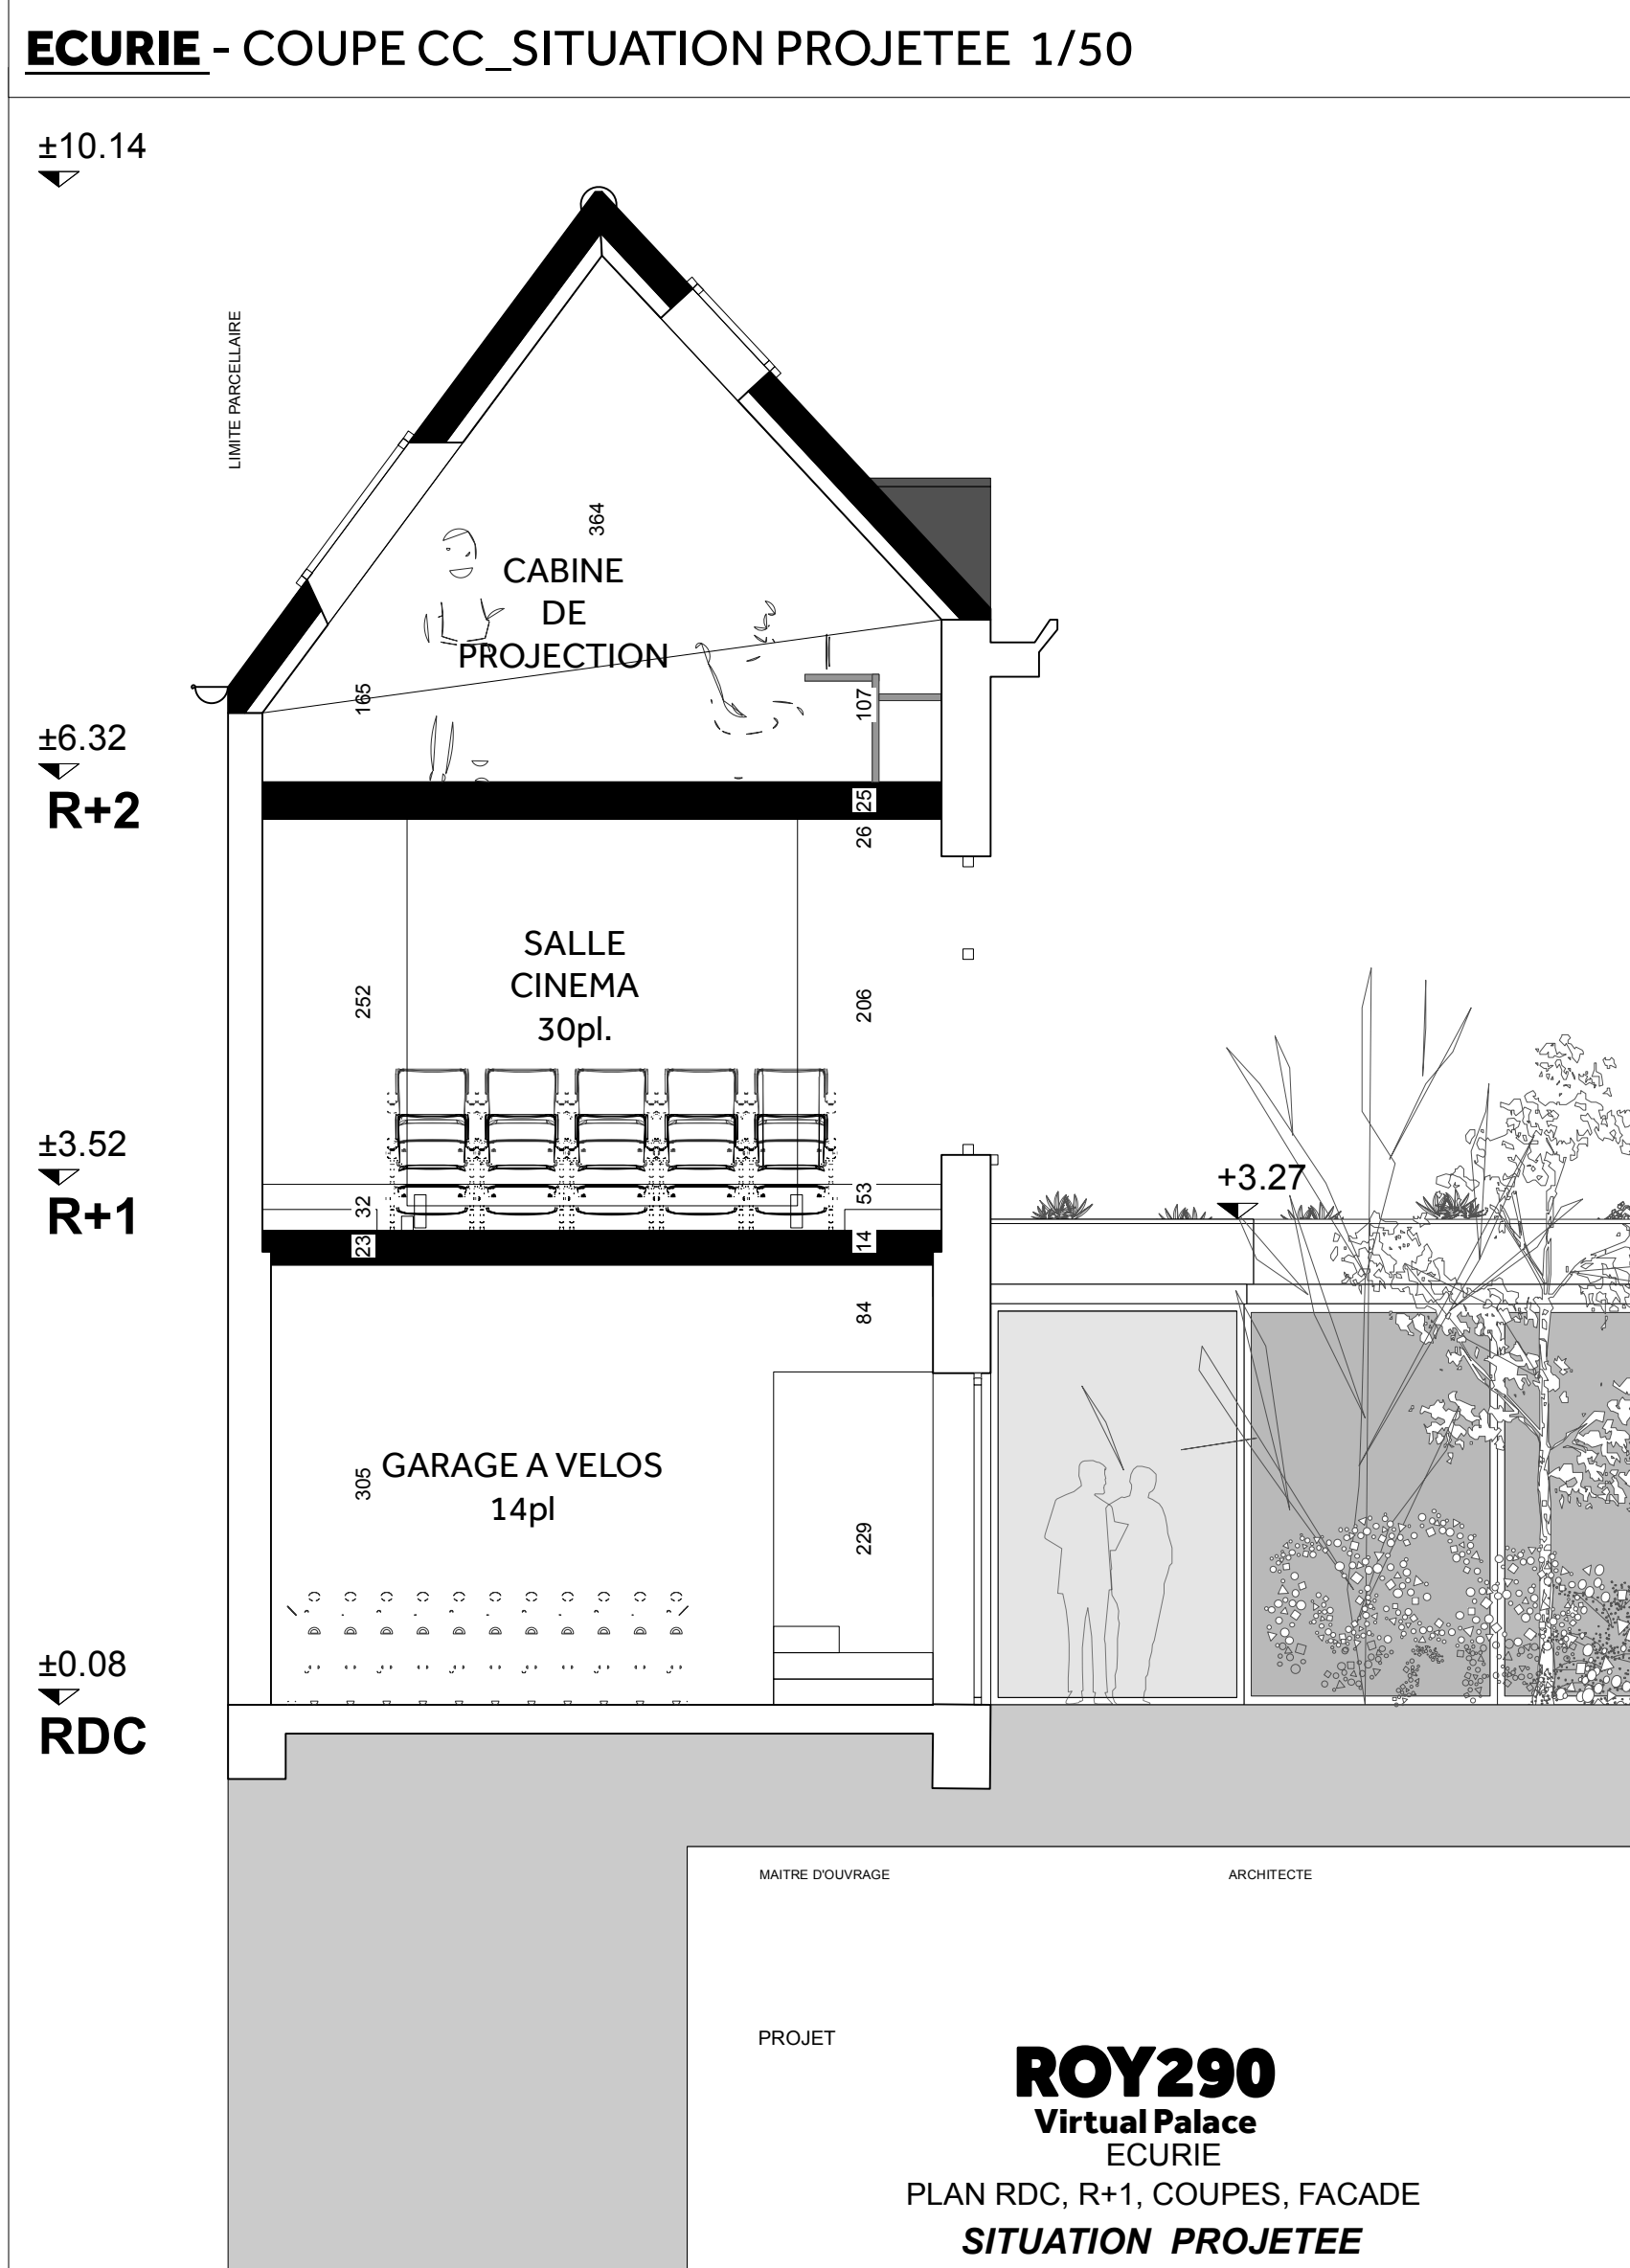 ECURIE - COUPE CC_SITUATION PROJETEE 1/50
±10.14
LIMITE PARCELLAIRE
364
CABINE
DE
PROJECTION
165
107
±6.32
R+2
25
26
SALLE
CINEMA
30pl.
252
206
±3.52
R+1
32
53
23
14
+3.27
84
GARAGE A VELOS
14pl
305
229
±0.08
RDC
MAITRE D'OUVRAGE
ARCHITECTE
PROJET
ROY290
Virtual Palace
ECURIE
PLAN RDC, R+1, COUPES, FACADE
SITUATION PROJETEE